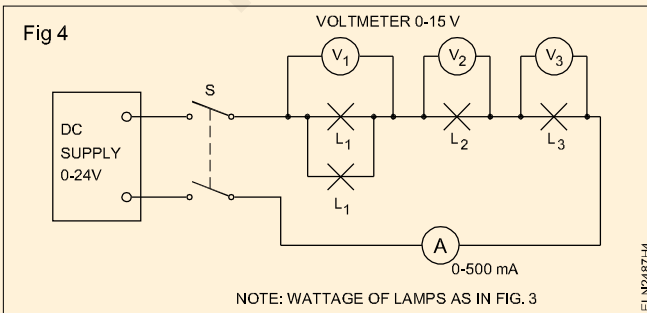 Fig 4
VOLTMETER 0-15 V
V1
V2
V3
S
L1
L2
L3
L1
DC
SUPPLY
0-24V
A
0-500 mA
NOTE: WATTAGE OF LAMPS AS IN FIG. 3
ELN2487H4